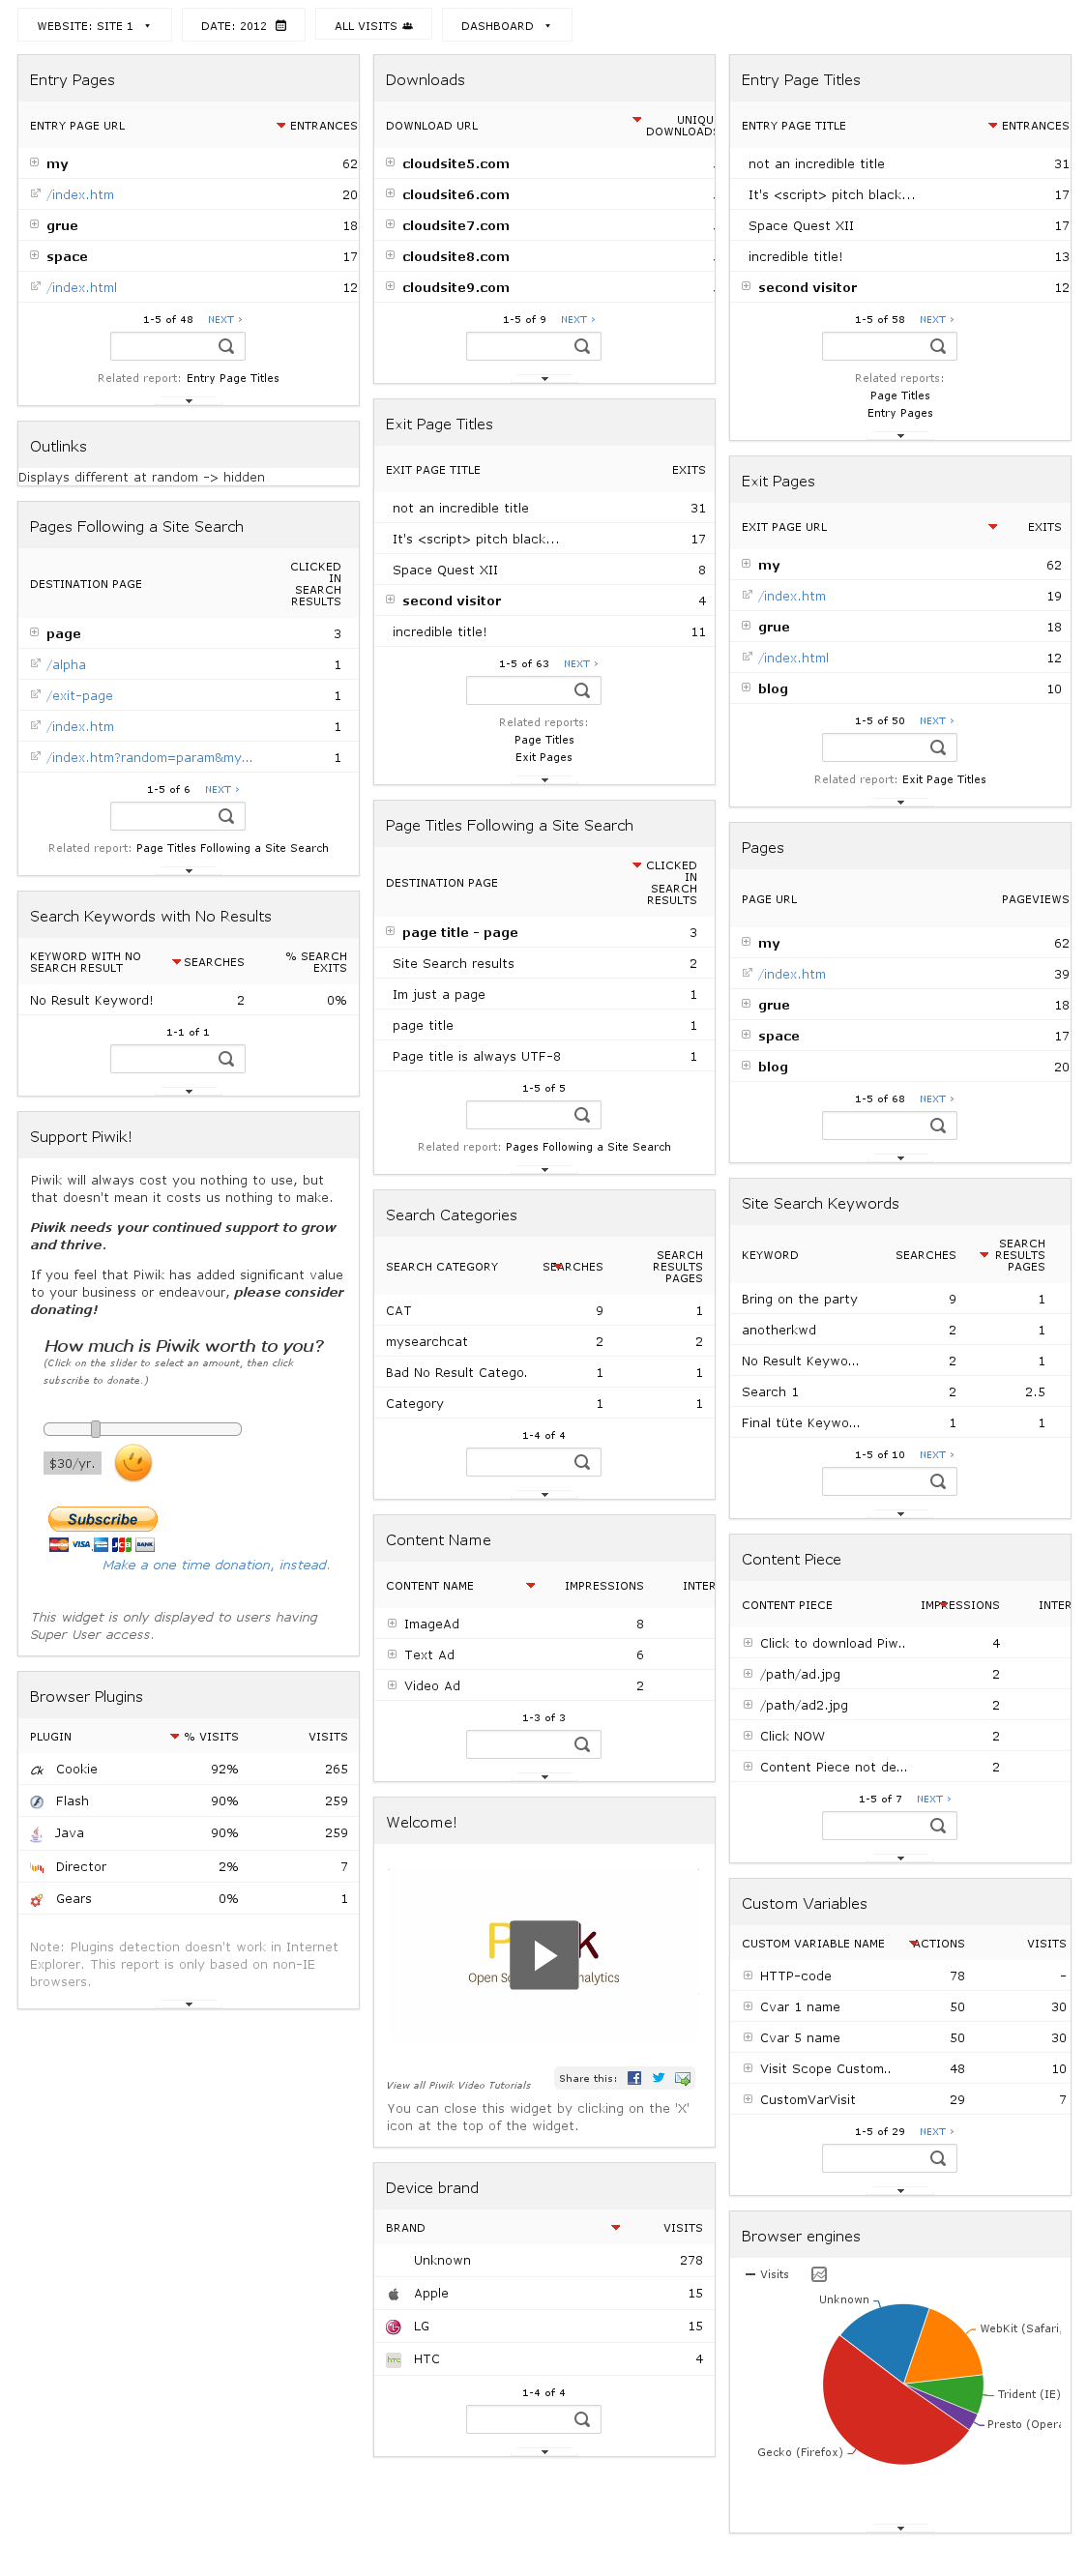 WEBSITE: SITE 1
DATE: 2012
ALL VISITS
DASHBOARD
Entry Pages
ENTRY PAGE URL ENTRANCES
my 62
/index.htm 20
grue 18
space 17
/index.html 12
1-5 of 48 NEXT ›
Related report: Entry Page Titles
Outlinks
Displays different at random -> hidden
Pages Following a Site Search
DESTINATION PAGE CLICKED IN SEARCH RESULTS
page 3
/alpha 1
/exit-page 1
/index.htm 1
/index.htm?random=param&my... 1
1-5 of 6 NEXT ›
Related report: Page Titles Following a Site Search
Search Keywords with No Results
KEYWORD WITH NO SEARCH RESULT SEARCHES % SEARCH EXITS
No Result Keyword! 2 0%
1-1 of 1
Support Piwik!
Piwik will always cost you nothing to use, but
that doesn't mean it costs us nothing to make.
Piwik needs your continued support to grow
and thrive.
If you feel that Piwik has added significant value
to your business or endeavour, please consider
donating!
How much is Piwik worth to you?
(Click on the slider to select an amount, then click
subscribe to donate.)
$30/yr.
Subscribe
VISA JCB BANK
Make a one time donation, instead.
This widget is only displayed to users having
Super User access.
Browser Plugins
PLUGIN % VISITS VISITS
Cookie 92% 265
Flash 90% 259
Java 90% 259
Director 2% 7
Gears 0% 1
Note: Plugins detection doesn't work in Internet
Explorer. This report is only based on non-IE
browsers.
Downloads
DOWNLOAD URL UNIQU DOWNLOADS
cloudsite5.com
cloudsite6.com
cloudsite7.com
cloudsite8.com
cloudsite9.com
1-5 of 9 NEXT ›
Exit Page Titles
EXIT PAGE TITLE EXITS
not an incredible title 31
It's <script> pitch black... 17
Space Quest XII 8
second visitor 4
incredible title! 11
1-5 of 63 NEXT ›
Related reports:
Page Titles
Exit Pages
Page Titles Following a Site Search
DESTINATION PAGE CLICKED IN SEARCH RESULTS
page title - page 3
Site Search results 2
Im just a page 1
page title 1
Page title is always UTF-8 1
1-5 of 5
Related report: Pages Following a Site Search
Search Categories
SEARCH CATEGORY SEARCHES SEARCH RESULTS PAGES
CAT 9 1
mysearchcat 2 2
Bad No Result Catego. 1 1
Category 1 1
1-4 of 4
Content Name
CONTENT NAME IMPRESSIONS INTER
ImageAd 8
Text Ad 6
Video Ad 2
1-3 of 3
Welcome!
P k
Open So nalytics
View all Piwik Video Tutorials
Share this:
You can close this widget by clicking on the 'X'
icon at the top of the widget.
Device brand
BRAND VISITS
Unknown 278
Apple 15
LG 15
hTC HTC 4
1-4 of 4
Entry Page Titles
ENTRY PAGE TITLE ENTRANCES
not an incredible title 31
It's <script> pitch black... 17
Space Quest XII 17
incredible title! 13
second visitor 12
1-5 of 58 NEXT ›
Related reports:
Page Titles
Entry Pages
Exit Pages
EXIT PAGE URL EXITS
my 62
/index.htm 19
grue 18
/index.html 12
blog 10
1-5 of 50 NEXT ›
Related report: Exit Page Titles
Pages
PAGE URL PAGEVIEWS
my 62
/index.htm 39
grue 18
space 17
blog 20
1-5 of 68 NEXT ›
Site Search Keywords
KEYWORD SEARCHES SEARCH RESULTS PAGES
Bring on the party 9 1
anotherkwd 2 1
No Result Keywo... 2 1
Search 1 2 2.5
Final tüte Keywo... 1 1
1-5 of 10 NEXT ›
Content Piece
CONTENT PIECE IMPRESSIONS INTER
Click to download Piw.. 4
/path/ad.jpg 2
/path/ad2.jpg 2
Click NOW 2
Content Piece not de... 2
1-5 of 7 NEXT ›
Custom Variables
CUSTOM VARIABLE NAME ACTIONS VISITS
HTTP-code 78 -
Cvar 1 name 50 30
Cvar 5 name 50 30
Visit Scope Custom.. 48 10
CustomVarVisit 29 7
1-5 of 29 NEXT ›
Browser engines
Visits
Unknown
WebKit (Safari,
Trident (IE)
Presto (Opera
Gecko (Firefox)